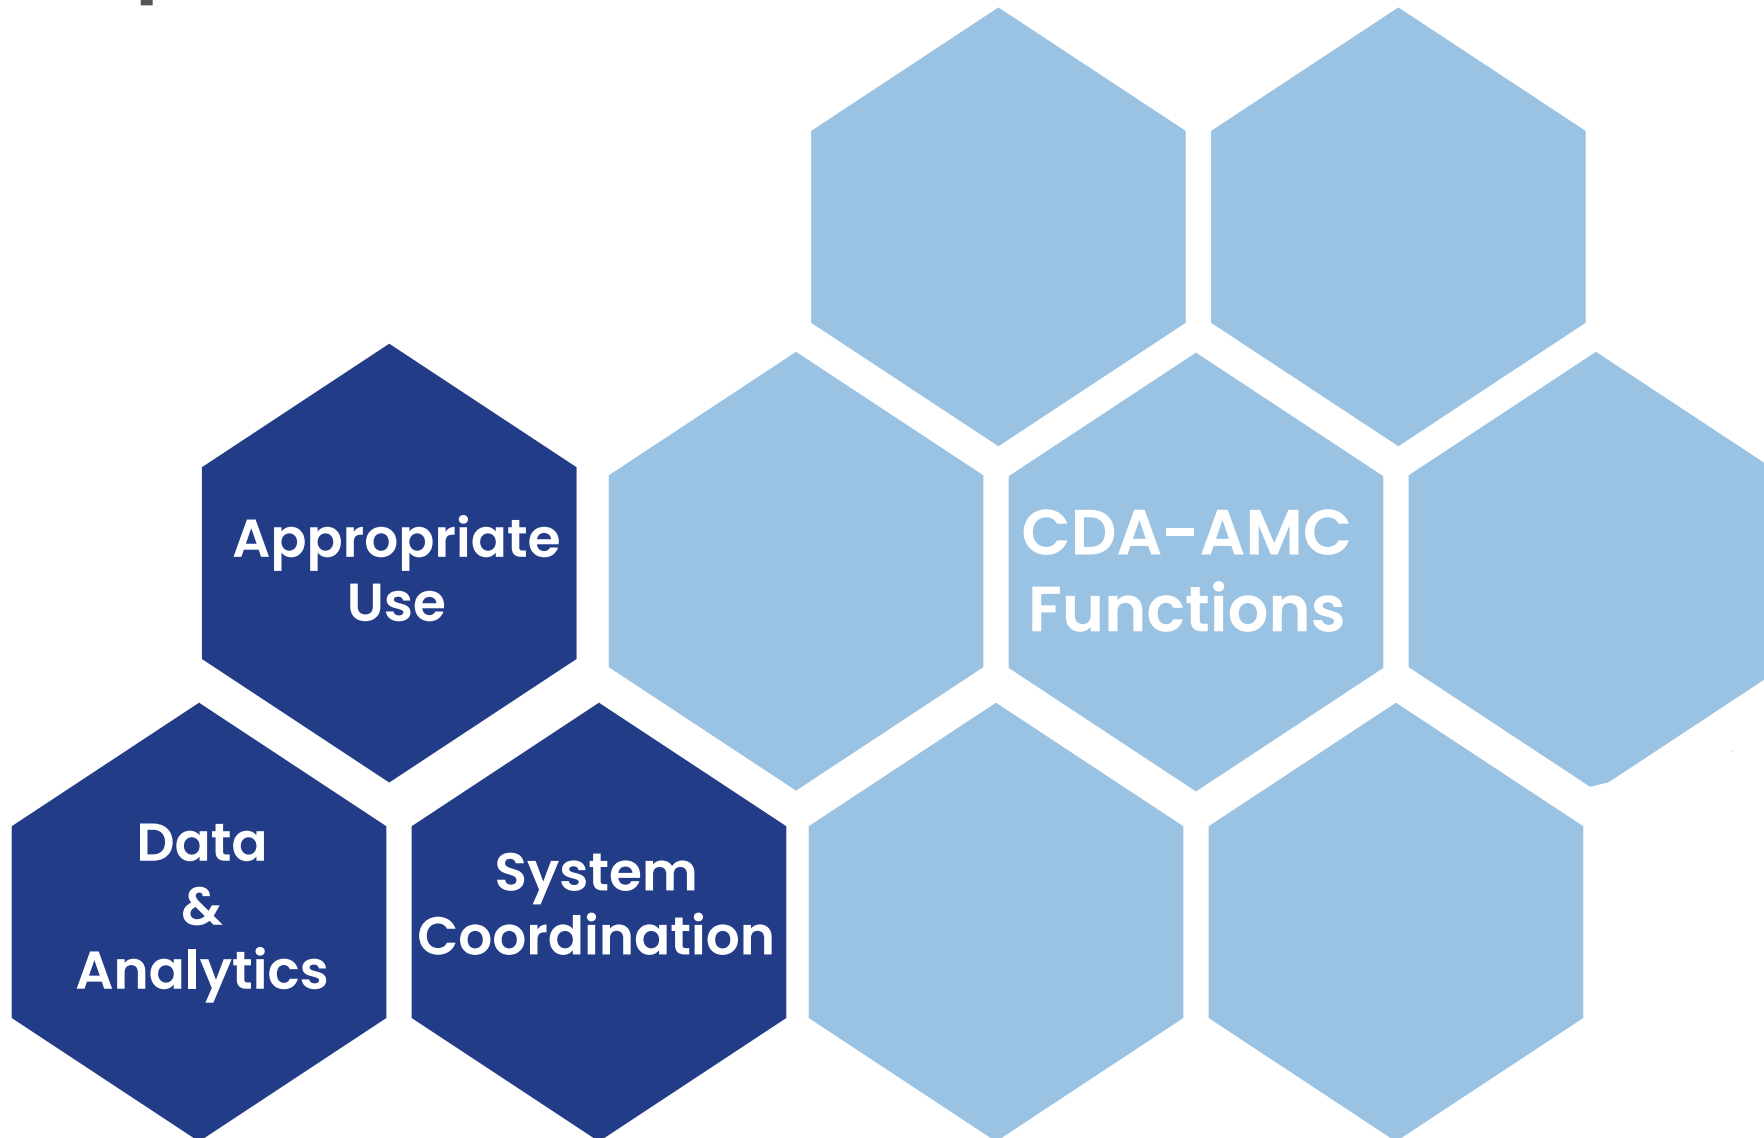 Appropriate
Use
CDA-AMC
Functions
Data
&
Analytics
System
Coordination